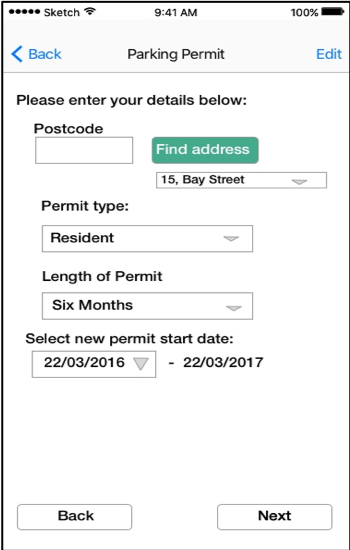 Sketch 9:41 AM 100%
Back Parking Permit Edit
Please enter your details below:
Postcode
Find address
15, Bay Street
Permit type:
Resident
Length of Permit
Six Months
Select new permit start date:
22/03/2016 - 22/03/2017
Back Next